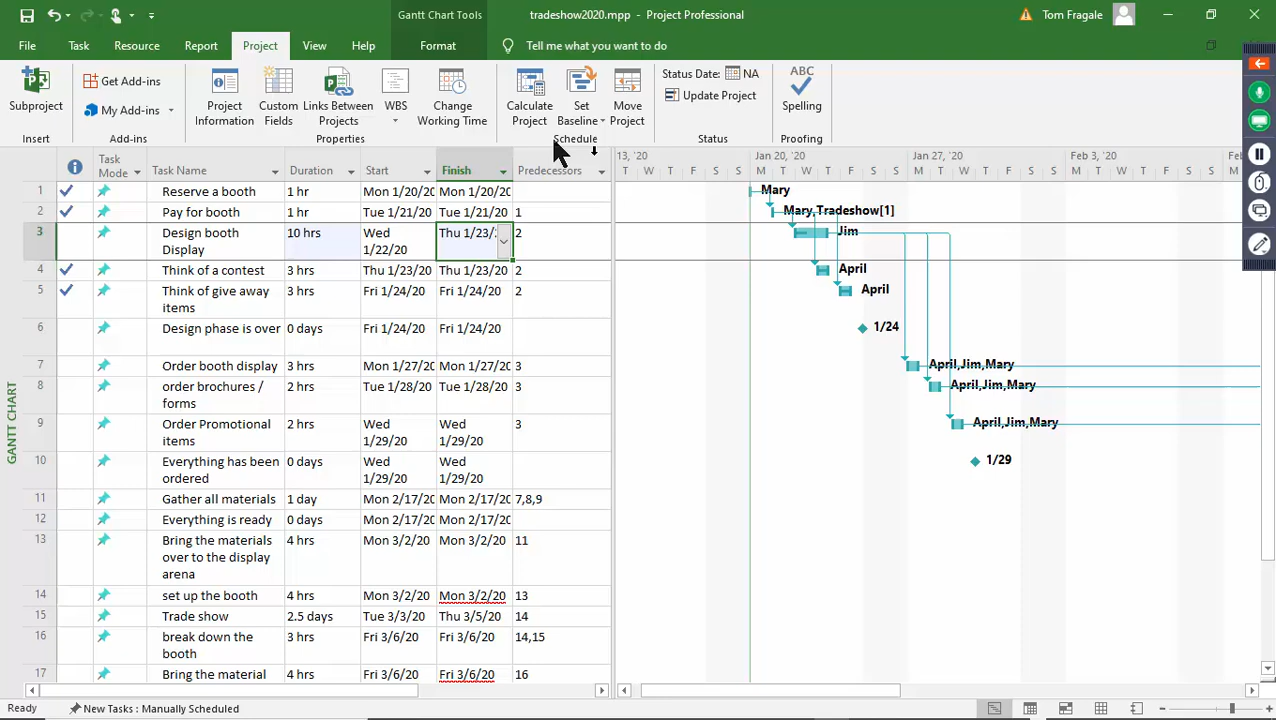 Gantt Chart Tools
tradeshow2020.mpp - Project Professional
Tom Fragale
File Task Resource Report Project View Help Format Tell me what you want to do
Subproject
Get Add-ins
My Add-ins
Project Information
Custom Fields
Links Between Projects
WBS
Change Working Time
Calculate Project
Set Baseline
Move Project
Status Date: NA
Update Project
ABC
Spelling
Insert Add-ins Properties Schedule Status Proofing
Task Mode Task Name Duration Start Finish Predecessors
13, '20 Jan 20, '20 Jan 27, '20 Feb 3, '20
T W T F S S M T W T F S S M T W T F S S M T W T F S S M
1 Reserve a booth 1 hr Mon 1/20/20 Mon 1/20/20 Mary
2 Pay for booth 1 hr Tue 1/21/20 Tue 1/21/20 1 Mary,Tradeshow[1]
3 Design booth Display 10 hrs Wed 1/22/20 Thu 1/23/ 2 Jim
4 Think of a contest 3 hrs Thu 1/23/20 Thu 1/23/20 2 April
5 Think of give away items 3 hrs Fri 1/24/20 Fri 1/24/20 2 April
6 Design phase is over 0 days Fri 1/24/20 Fri 1/24/20 1/24
7 Order booth display 3 hrs Mon 1/27/20 Mon 1/27/20 3 April,Jim,Mary
8 order brochures / forms 2 hrs Tue 1/28/20 Tue 1/28/20 3 April,Jim,Mary
9 Order Promotional items 2 hrs Wed 1/29/20 Wed 1/29/20 3 April,Jim,Mary
10 Everything has been ordered 0 days Wed 1/29/20 Wed 1/29/20 1/29
11 Gather all materials 1 day Mon 2/17/20 Mon 2/17/20 7,8,9
12 Everything is ready 0 days Mon 2/17/20 Mon 2/17/20
13 Bring the materials over to the display arena 4 hrs Mon 3/2/20 Mon 3/2/20 11
14 set up the booth 4 hrs Mon 3/2/20 Mon 3/2/20 13
15 Trade show 2.5 days Tue 3/3/20 Thu 3/5/20 14
16 break down the booth 3 hrs Fri 3/6/20 Fri 3/6/20 14,15
17 Bring the material 4 hrs Fri 3/6/20 Fri 3/6/20 16
GANTT CHART
Ready New Tasks : Manually Scheduled